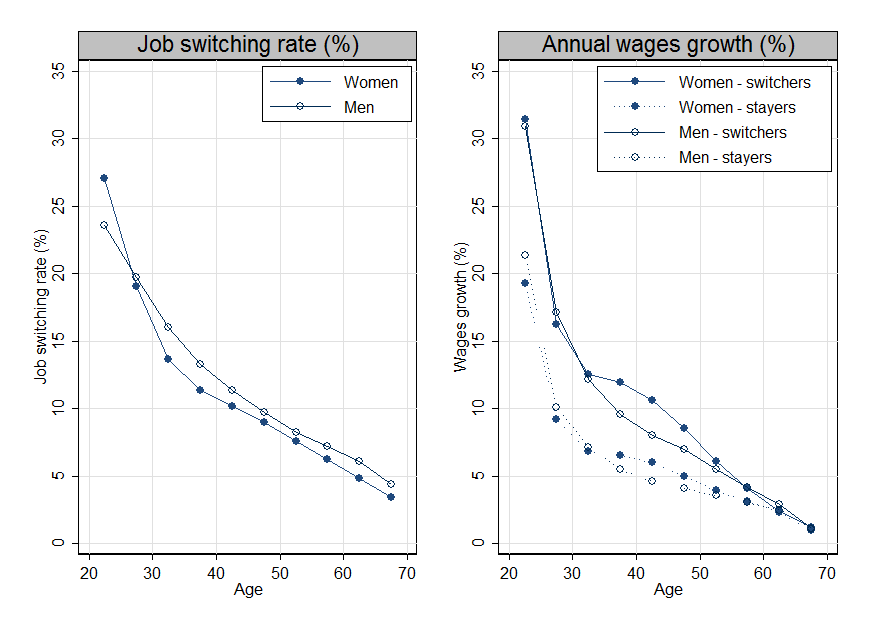 Job switching rate (%)
Women
Men
Job switching rate (%)
0
5
10
15
20
25
30
35
20 30 40 50 60 70
Age
Annual wages growth (%)
Women - switchers
Women - stayers
Men - switchers
Men - stayers
Wages growth (%)
0
5
10
15
20
25
30
35
20 30 40 50 60 70
Age